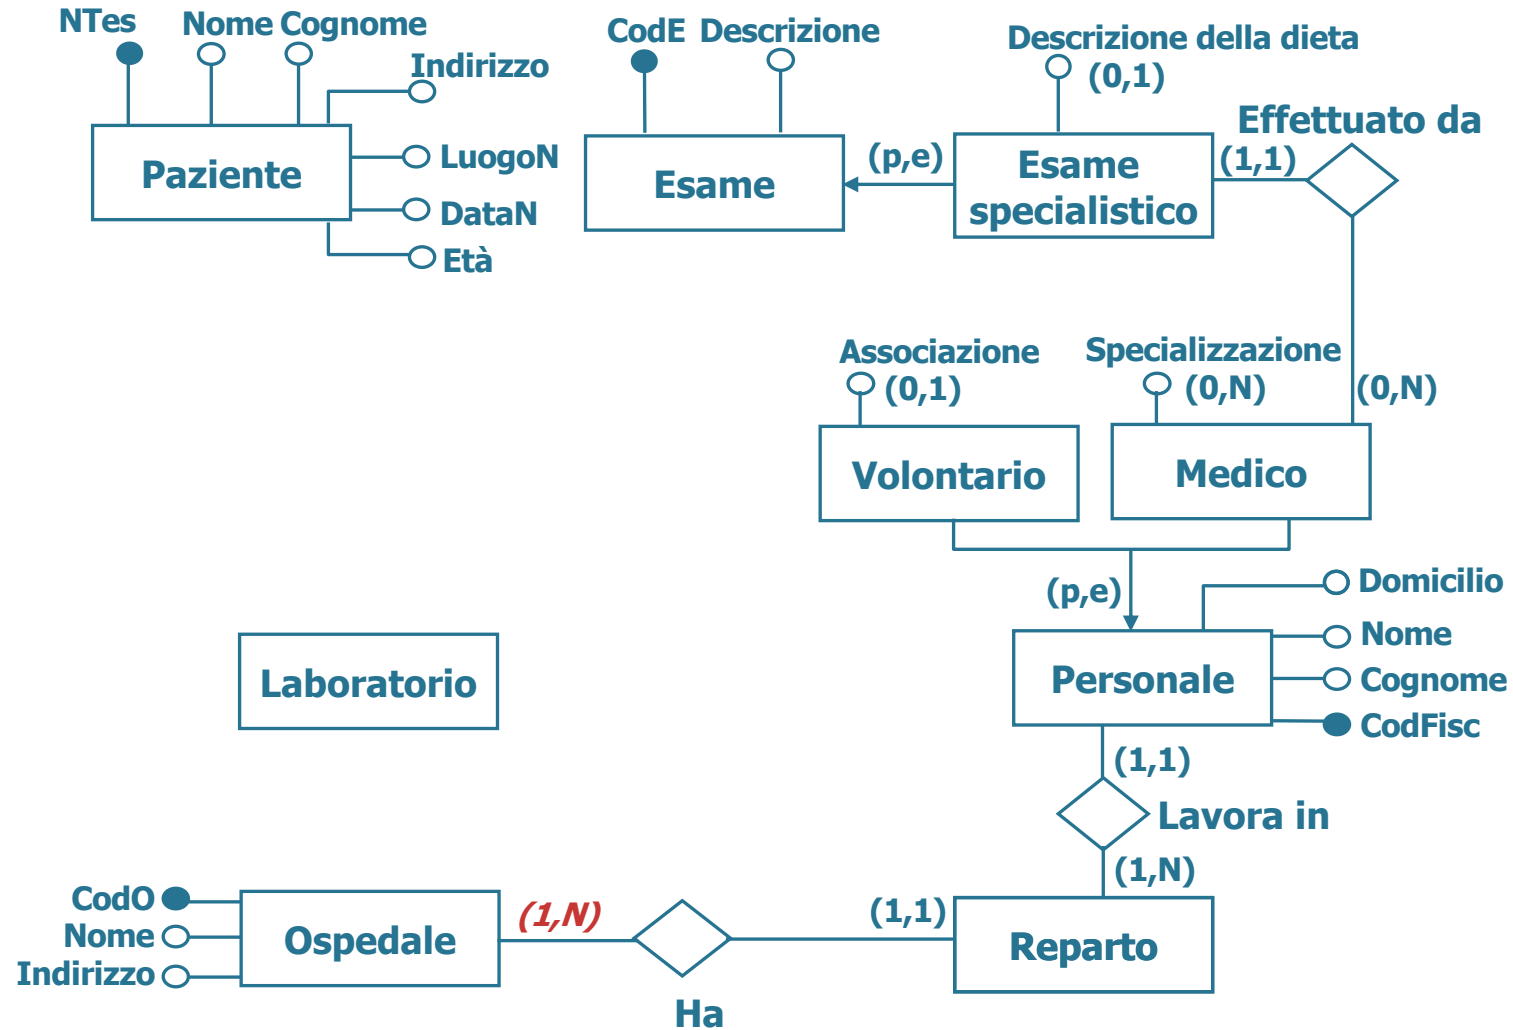 NTes
Nome Cognome
Indirizzo
Paziente
LuogoN
DataN
Età
CodE Descrizione
Esame
(p,e)
Descrizione della dieta
(0,1)
Esame
specialistico
(1,1)
Effettuato da
(0,N)
Associazione
(0,1)
Volontario
Specializzazione
(0,N)
Medico
(p,e)
Domicilio
Nome
Cognome
CodFisc
Personale
Laboratorio
(1,1)
Lavora in
(1,N)
CodO
Nome
Indirizzo
Ospedale
(1,N)
Ha
(1,1)
Reparto